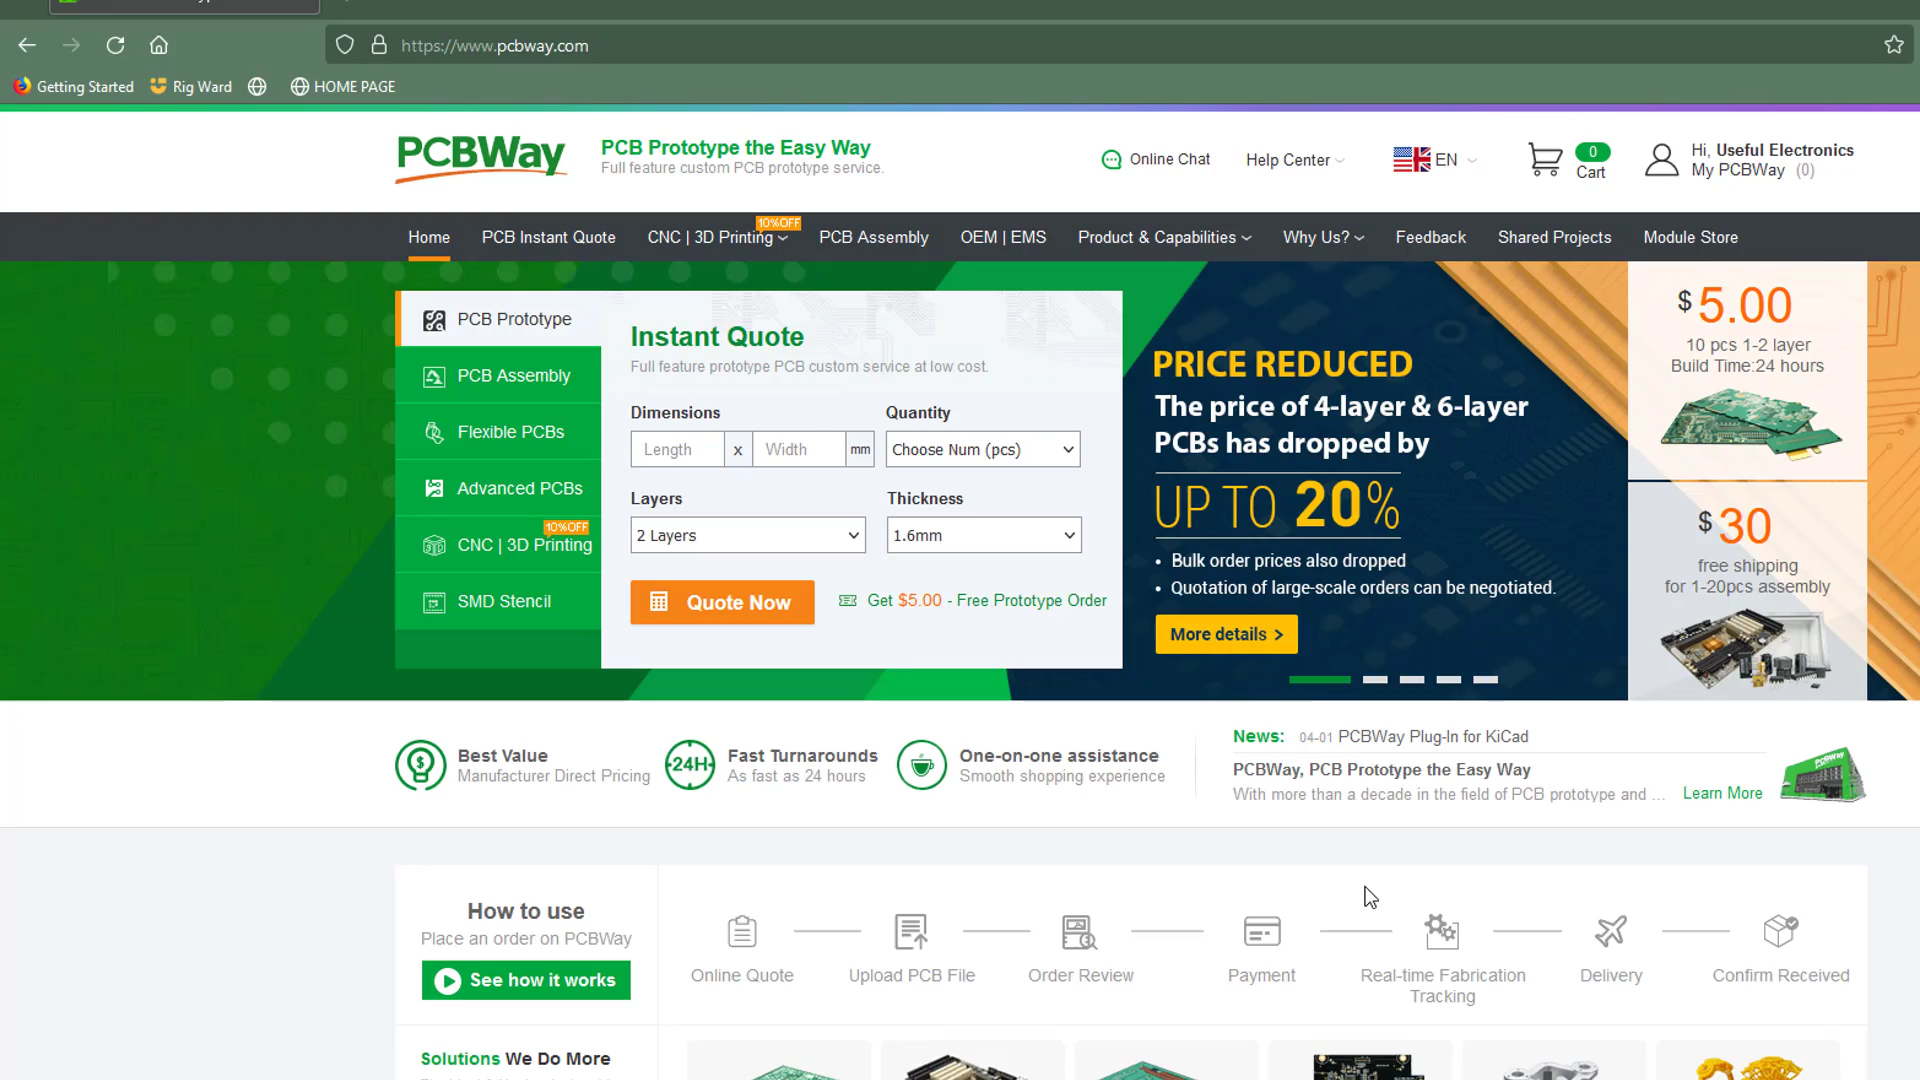 https://www.pcbway.com
Getting Started
Rig Ward
HOME PAGE
PCBWay
PCB Prototype the Easy Way
Full feature custom PCB prototype service.
Online Chat
Help Center
EN
0
Cart
Hi, Useful Electronics
My PCBWay (0)
Home
PCB Instant Quote
CNC | 3D Printing
10%OFF
PCB Assembly
OEM | EMS
Product & Capabilities
Why Us?
Feedback
Shared Projects
Module Store
PCB Prototype
PCB Assembly
Flexible PCBs
Advanced PCBs
10%OFF
CNC | 3D Printing
SMD Stencil
Instant Quote
Full feature prototype PCB custom service at low cost.
Dimensions
Quantity
Length x Width mm
Choose Num (pcs)
Layers
Thickness
2 Layers
1.6mm
Quote Now
Get $5.00 - Free Prototype Order
PRICE REDUCED
The price of 4-layer & 6-layer
PCBs has dropped by
UP TO 20%
• Bulk order prices also dropped
• Quotation of large-scale orders can be negotiated.
More details >
$5.00
10 pcs 1-2 layer
Build Time:24 hours
$30
free shipping
for 1-20pcs assembly
Best Value
Manufacturer Direct Pricing
24H
Fast Turnarounds
As fast as 24 hours
One-on-one assistance
Smooth shopping experience
News: 04-01 PCBWay Plug-In for KiCad
PCBWay, PCB Prototype the Easy Way
With more than a decade in the field of PCB prototype and ...
Learn More
PCBWay
How to use
Place an order on PCBWay
See how it works
Online Quote
Upload PCB File
Order Review
Payment
Real-time Fabrication
Tracking
Delivery
Confirm Received
Solutions We Do More